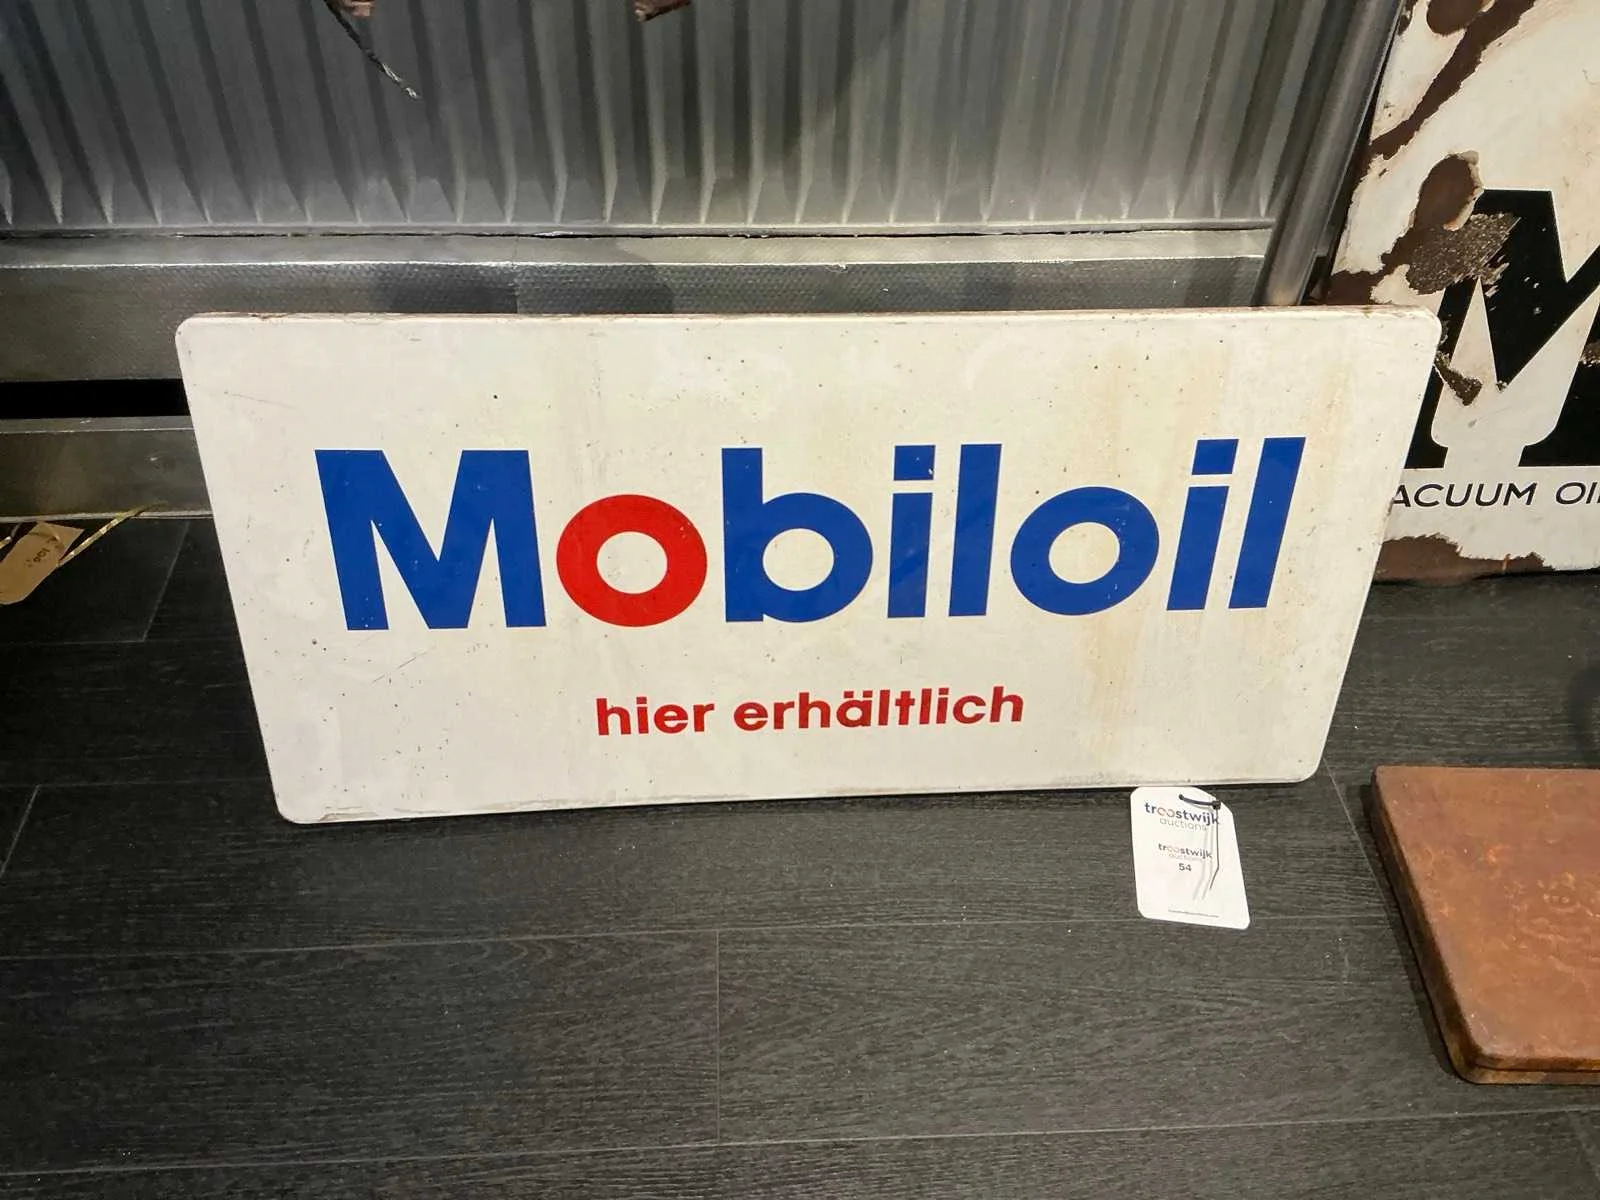 Mobiloil
hier erhältlich
ACUUM OI
troostwijk
auctions
troostwijk
auctions
54